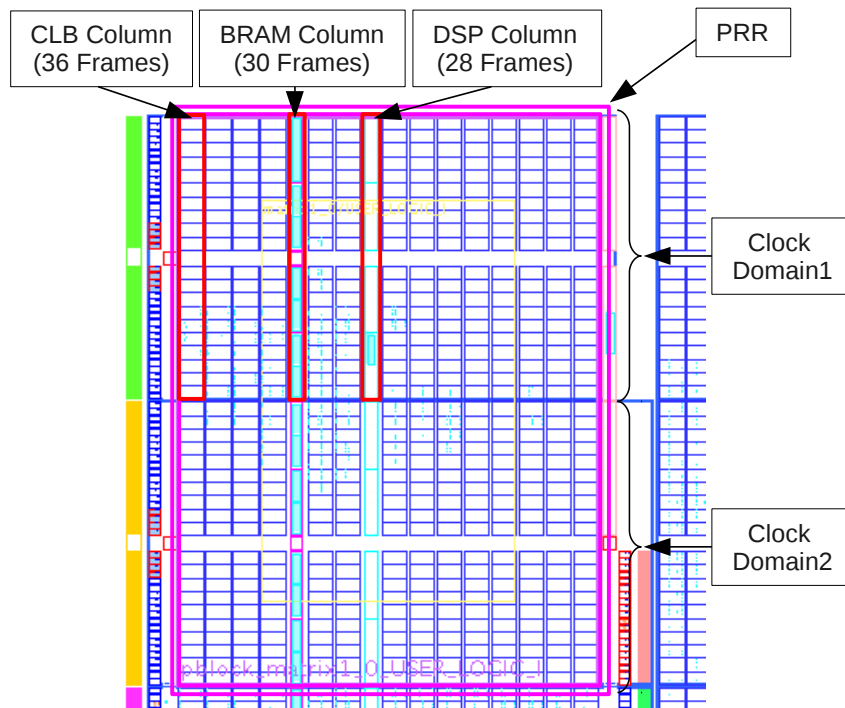 CLB Column
(36 Frames)
BRAM Column
(30 Frames)
DSP Column
(28 Frames)
PRR
Clock
Domain1
Clock
Domain2
pblock_matrix1_0_USER_LOGIC_I